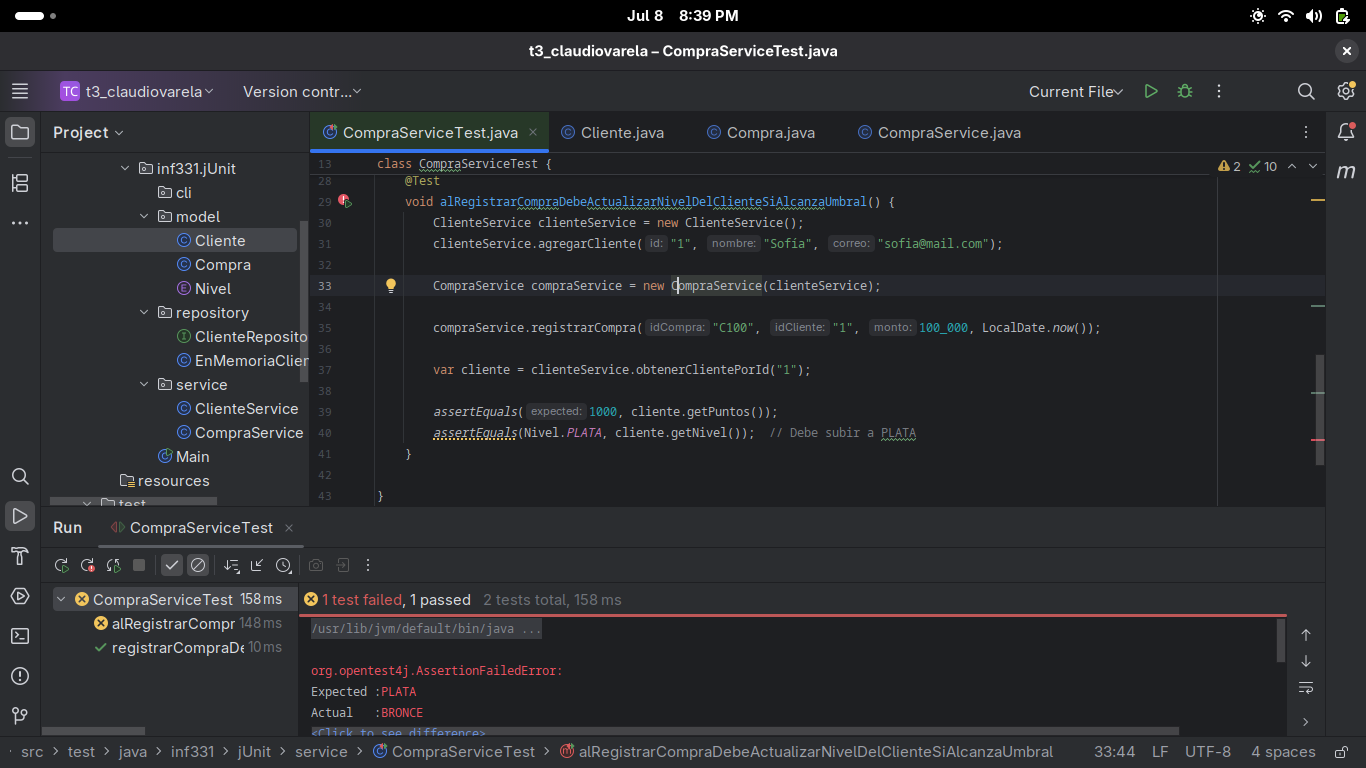 Jul 8 8:39 PM
t3_claudiovarela – CompraServiceTest.java
TC t3_claudiovarela Version contr... Current File
Project
CompraServiceTest.java Cliente.java Compra.java CompraService.java
inf331.jUnit
cli
model
Cliente
Compra
Nivel
repository
ClienteReposito
EnMemoriaClien
service
ClienteService
CompraService
Main
resources
test
2 10
13 class CompraServiceTest {
28 @Test
29 void alRegistrarCompraDebeActualizarNivelDelClienteSiAlcanzaUmbral() {
30 ClienteService clienteService = new ClienteService();
31 clienteService.agregarCliente( id: "1", nombre: "Sofía", correo: "sofia@mail.com");
32
33 CompraService compraService = new CompraService(clienteService);
34
35 compraService.registrarCompra( idCompra: "C100", idCliente: "1", monto: 100_000, LocalDate.now());
36
37 var cliente = clienteService.obtenerClientePorId("1");
38
39 assertEquals( expected: 1000, cliente.getPuntos());
40 assertEquals(Nivel.PLATA, cliente.getNivel()); // Debe subir a PLATA
41 }
42
43 }
Run CompraServiceTest
CompraServiceTest 158 ms
alRegistrarCompr 148 ms
registrarCompraDe 10 ms
1 test failed, 1 passed 2 tests total, 158 ms
/usr/lib/jvm/default/bin/java ...
org.opentest4j.AssertionFailedError:
Expected :PLATA
Actual :BRONCE
<Click to see difference>
src > test > java > inf331 > jUnit > service > CompraServiceTest > alRegistrarCompraDebeActualizarNivelDelClienteSiAlcanzaUmbral 33:44 LF UTF-8 4 spaces
m